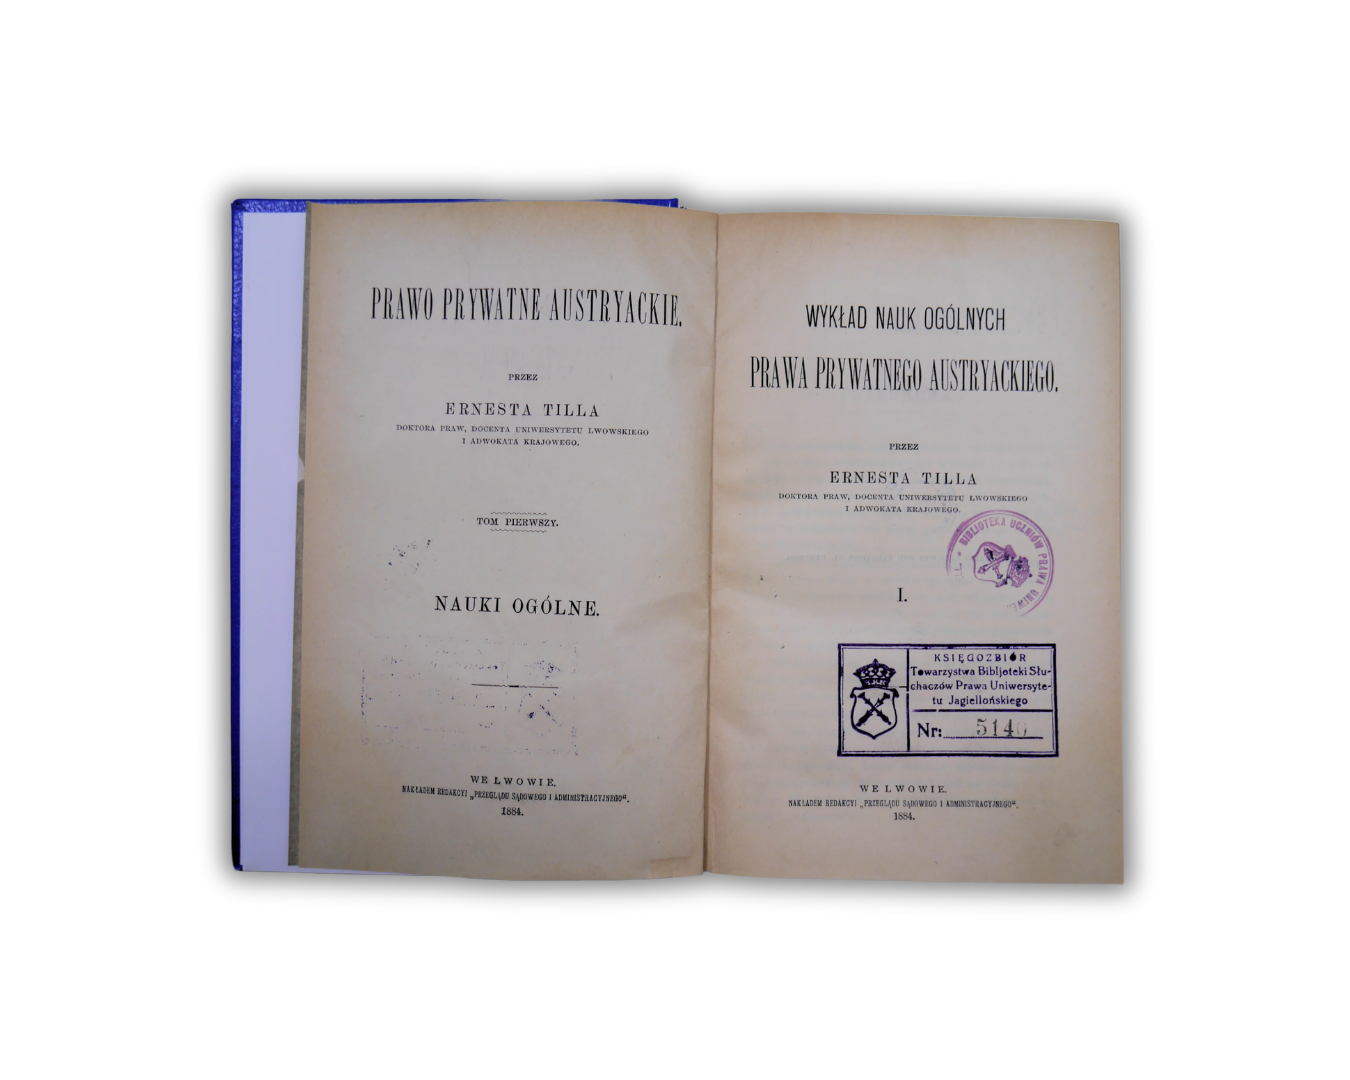 PRAWO PRYWATNE AUSTRYACKIE.
PRZEZ
ERNESTA TILLA
DOKTORA PRAW, DOCENTA UNIWERSYTETU LWOWSKIEGO
I ADWOKATA KRAJOWEGO.
TOM PIERWSZY.
NAUKI OGÓLNE.
WE LWOWIE.
NAKŁADEM REDAKCYI „PRZEGLĄDU SĄDOWEGO I ADMINISTRACYJNEGO“.
1884.
WYKŁAD NAUK OGÓLNYCH
PRAWA PRYWATNEGO AUSTRYACKIEGO.
PRZEZ
ERNESTA TILLA
DOKTORA PRAW, DOCENTA UNIWERSYTETU LWOWSKIEGO
I ADWOKATA KRAJOWEGO.
BIBLIOTEKA UCZNIÓW PRAWA
I.
KSIĘGOZBIÓR
Towarzystwa Bibljoteki Słu-
chaczów Prawa Uniwersyte-
tu Jagiellońskiego
Nr: 5140
WE LWOWIE.
NAKŁADEM REDAKCYI „PRZEGLĄDU SĄDOWEGO I ADMINISTRACYJNEGO“.
1884.